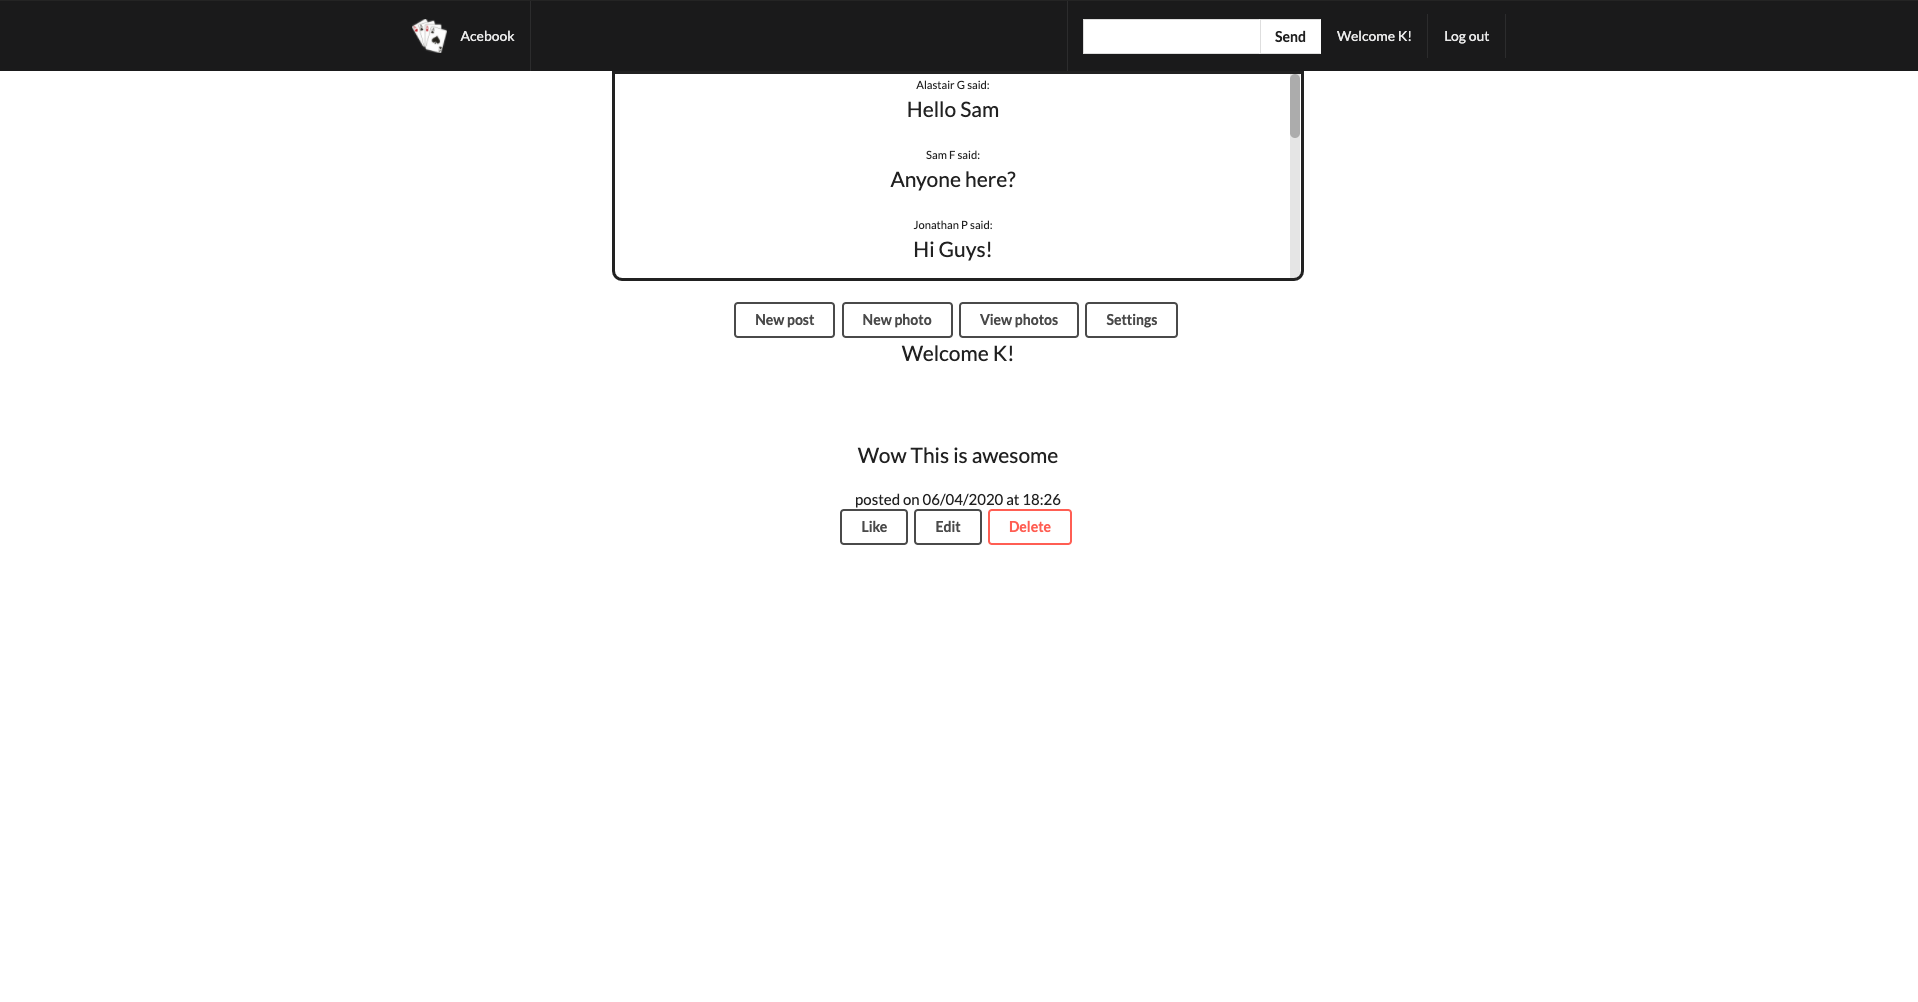 Acebook
Send
Welcome K!
Log out
Alastair G said:
Hello Sam
Sam F said:
Anyone here?
Jonathan P said:
Hi Guys!
New post
New photo
View photos
Settings
Welcome K!
Wow This is awesome
posted on 06/04/2020 at 18:26
Like
Edit
Delete